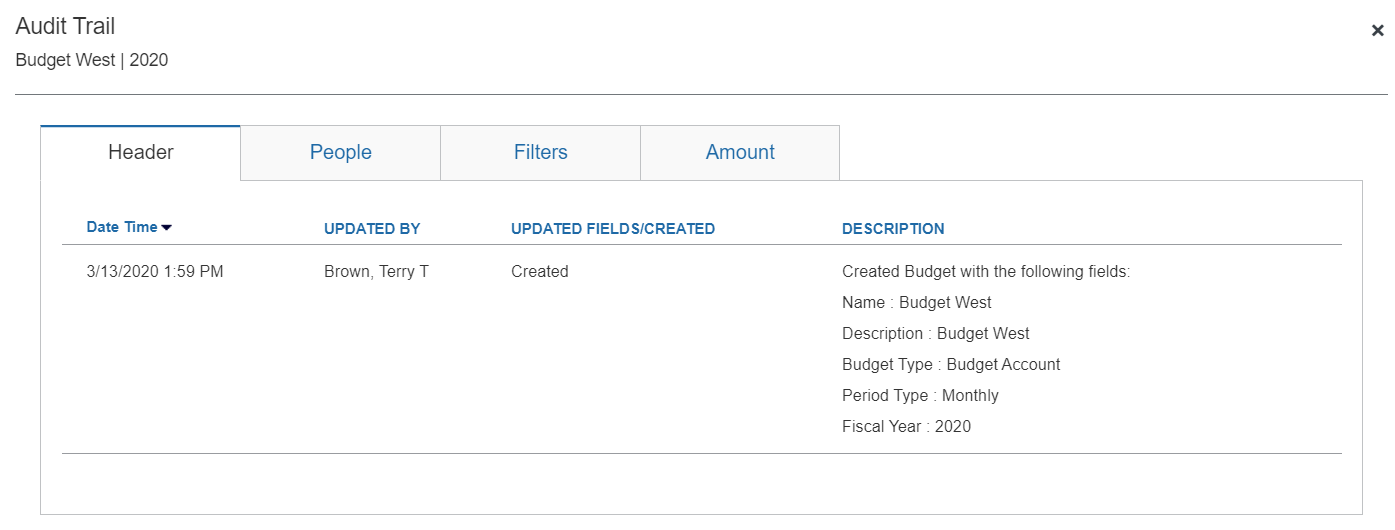 Audit Trail
×
Budget West | 2020
Header People Filters Amount
Date Time UPDATED BY UPDATED FIELDS/CREATED DESCRIPTION
3/13/2020 1:59 PM Brown, Terry T Created Created Budget with the following fields:
Name : Budget West
Description : Budget West
Budget Type : Budget Account
Period Type : Monthly
Fiscal Year : 2020